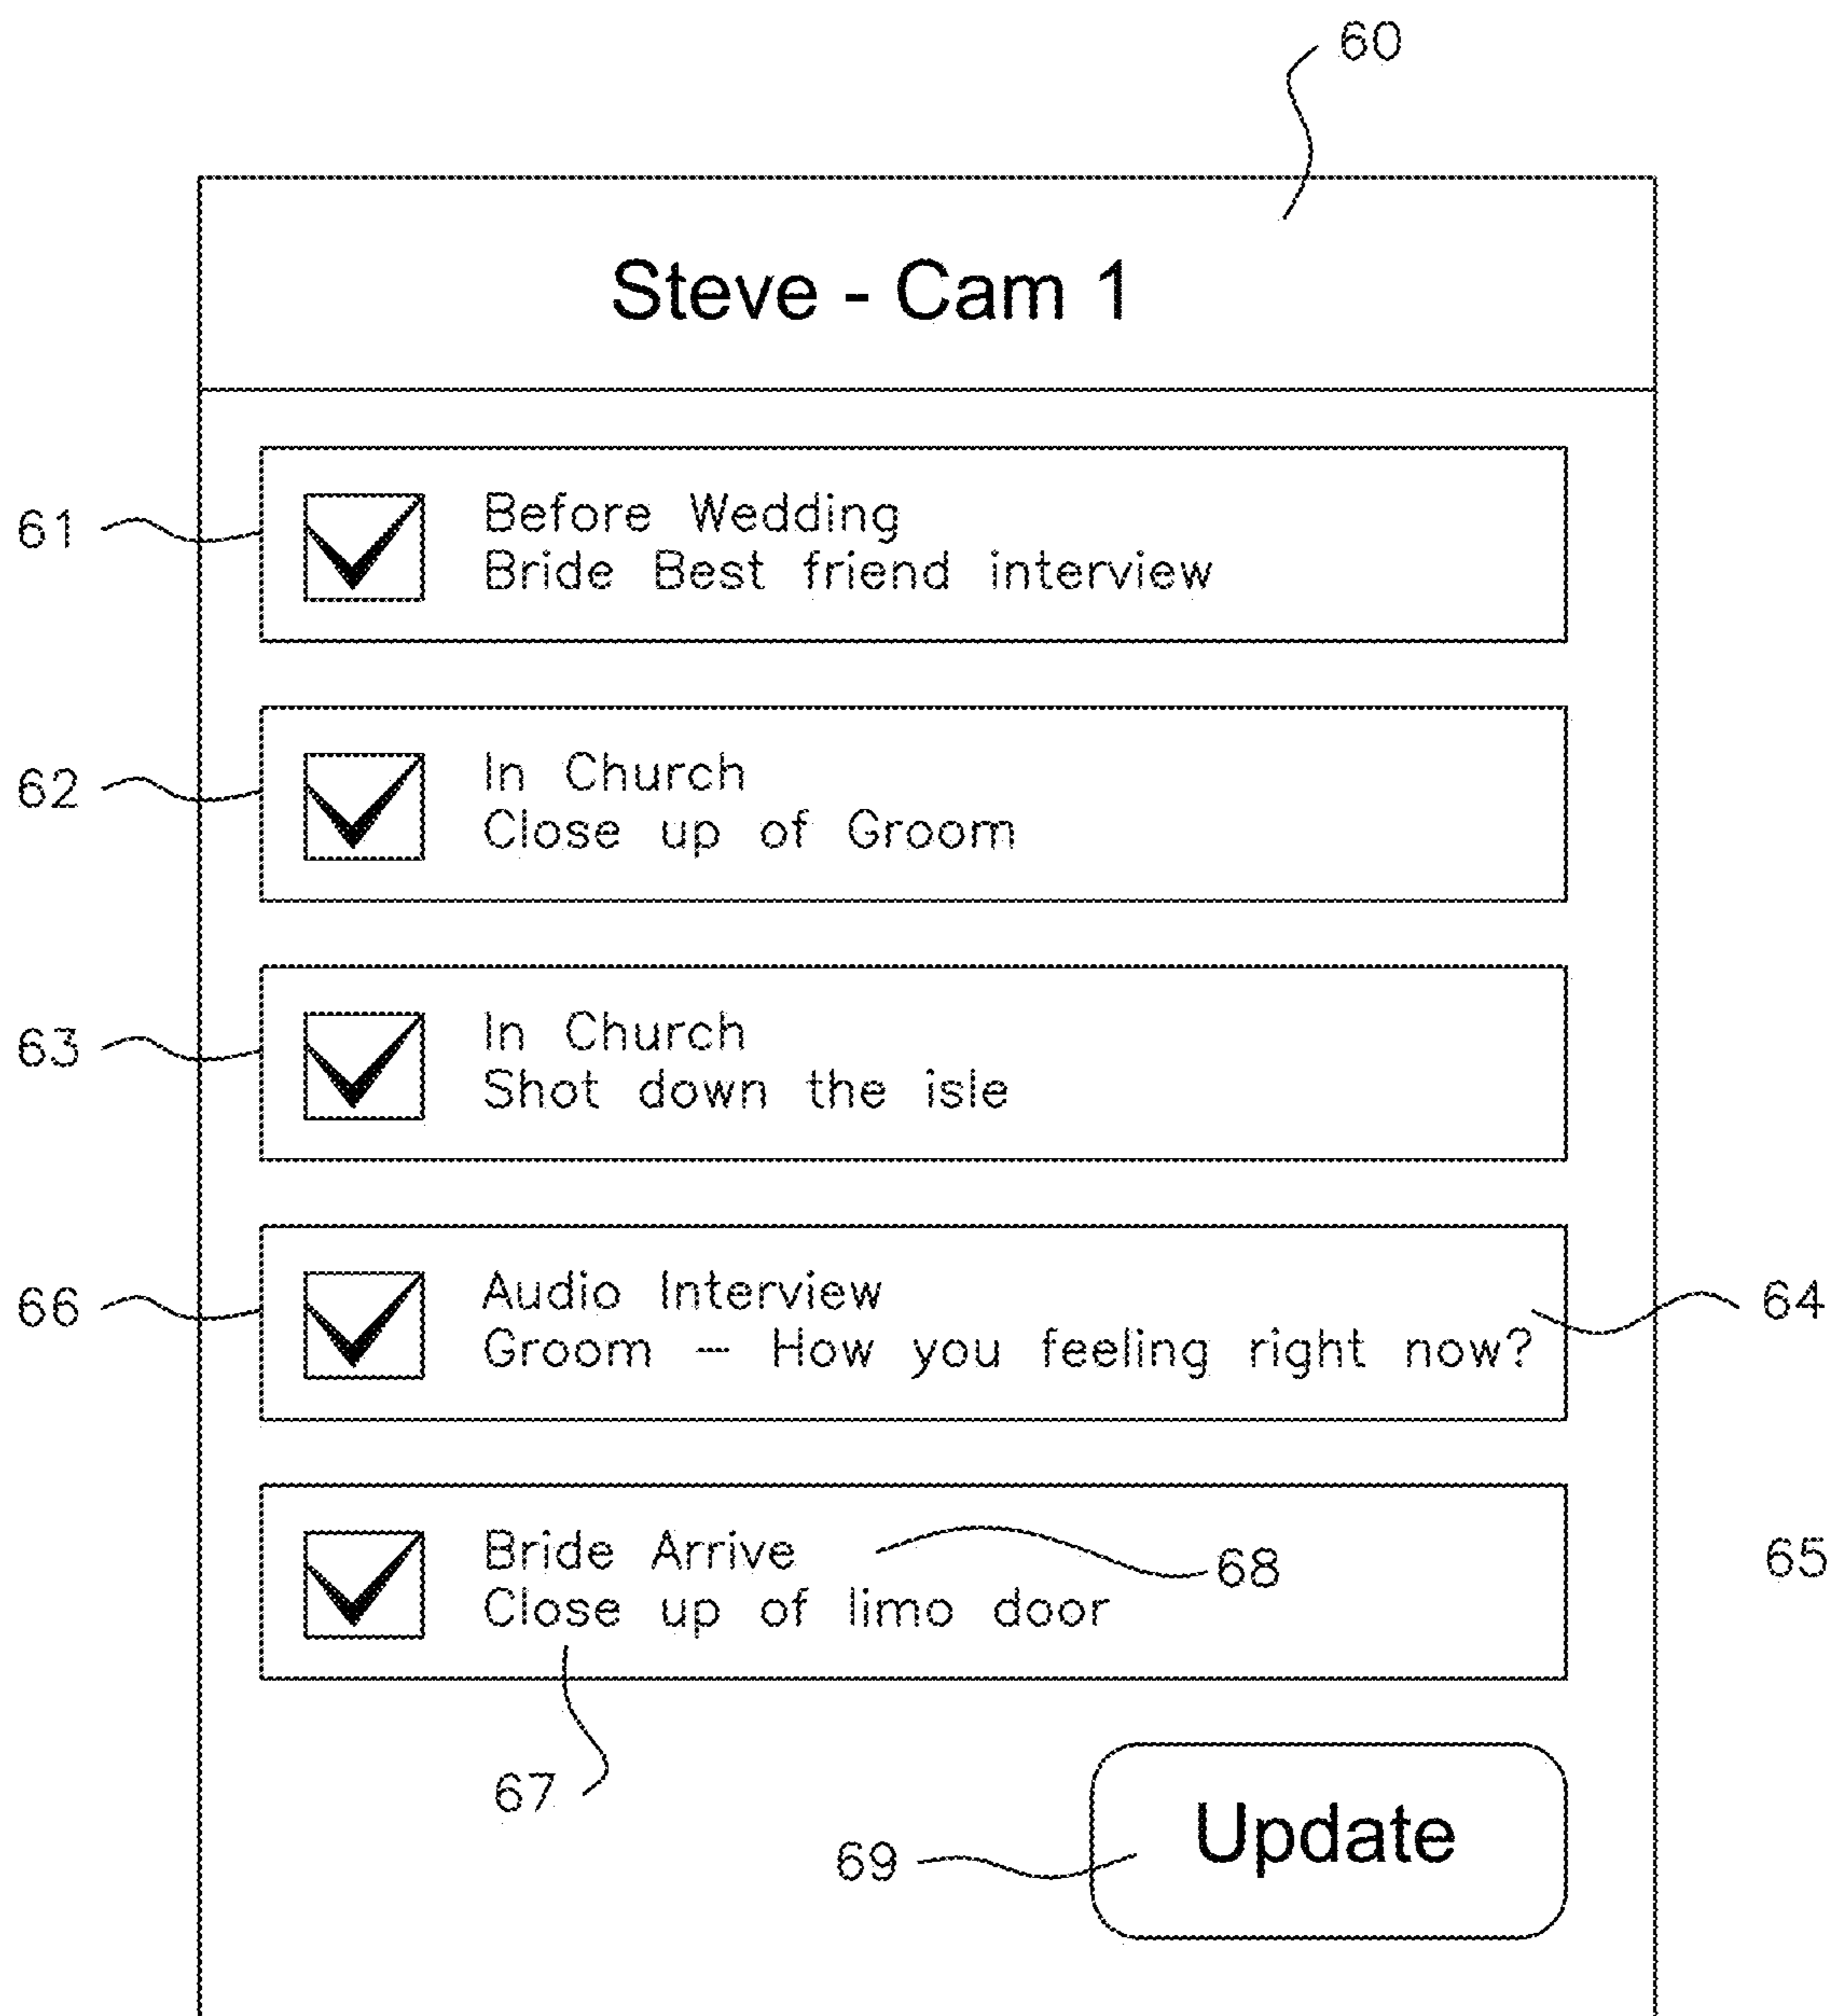 60
Steve - Cam 1
61
Before Wedding
Bride Best friend interview
62
In Church
Close up of Groom
63
In Church
Shot down the isle
66
Audio Interview
Groom – How you feeling right now?
64
Bride Arrive
68
Close up of limo door
65
67
69
Update